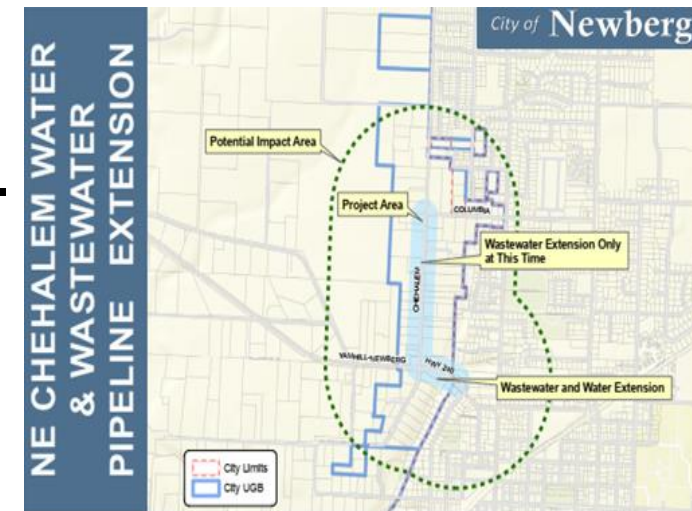 City of Newberg
NE CHEHALEM WATER
& WASTEWATER
PIPELINE EXTENSION
Potential Impact Area
Project Area
COLUMBIA
Wastewater Extension Only
at This Time
CHEHALEM
YAMHILL-NEWBERG
HWY 240
Wastewater and Water Extension
City Limits
City UGB